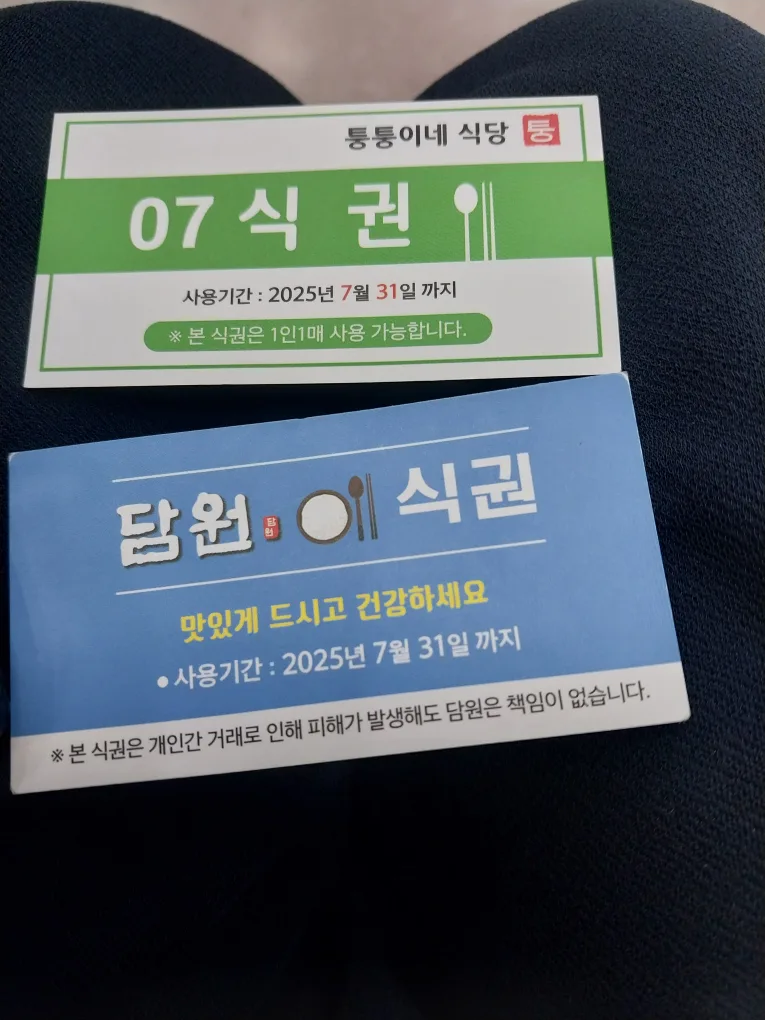 퉁퉁이네 식당 퉁
07 식 권
사용기간 : 2025년 7월 31일 까지
※ 본 식권은 1인1매 사용 가능합니다.
담원 담원 식권
맛있게 드시고 건강하세요
● 사용기간 : 2025년 7월 31일 까지
※ 본 식권은 개인간 거래로 인해 피해가 발생해도 담원은 책임이 없습니다.